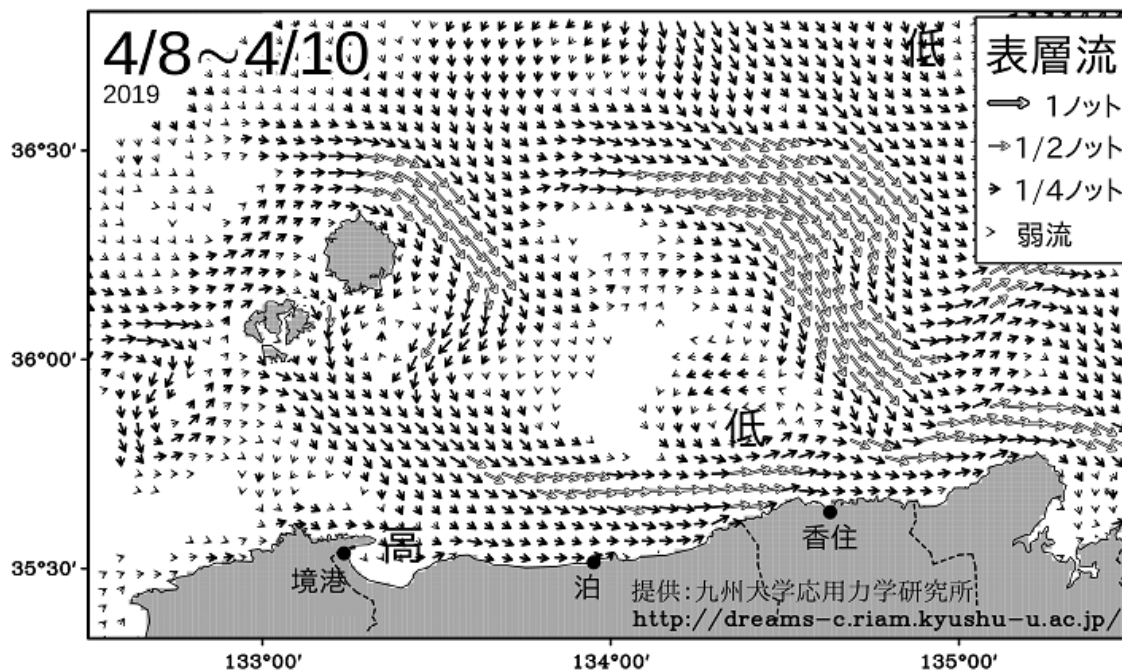 4/8～4/10
2019
低
表層流
1ノット
1/2ノット
1/4ノット
弱流
36°30′
36°00′
低
高
35°30′
境港
泊
香住
提供:九州大学応用力学研究所
http://dreams-c.riam.kyushu-u.ac.jp/
133°00′
134°00′
135°00′